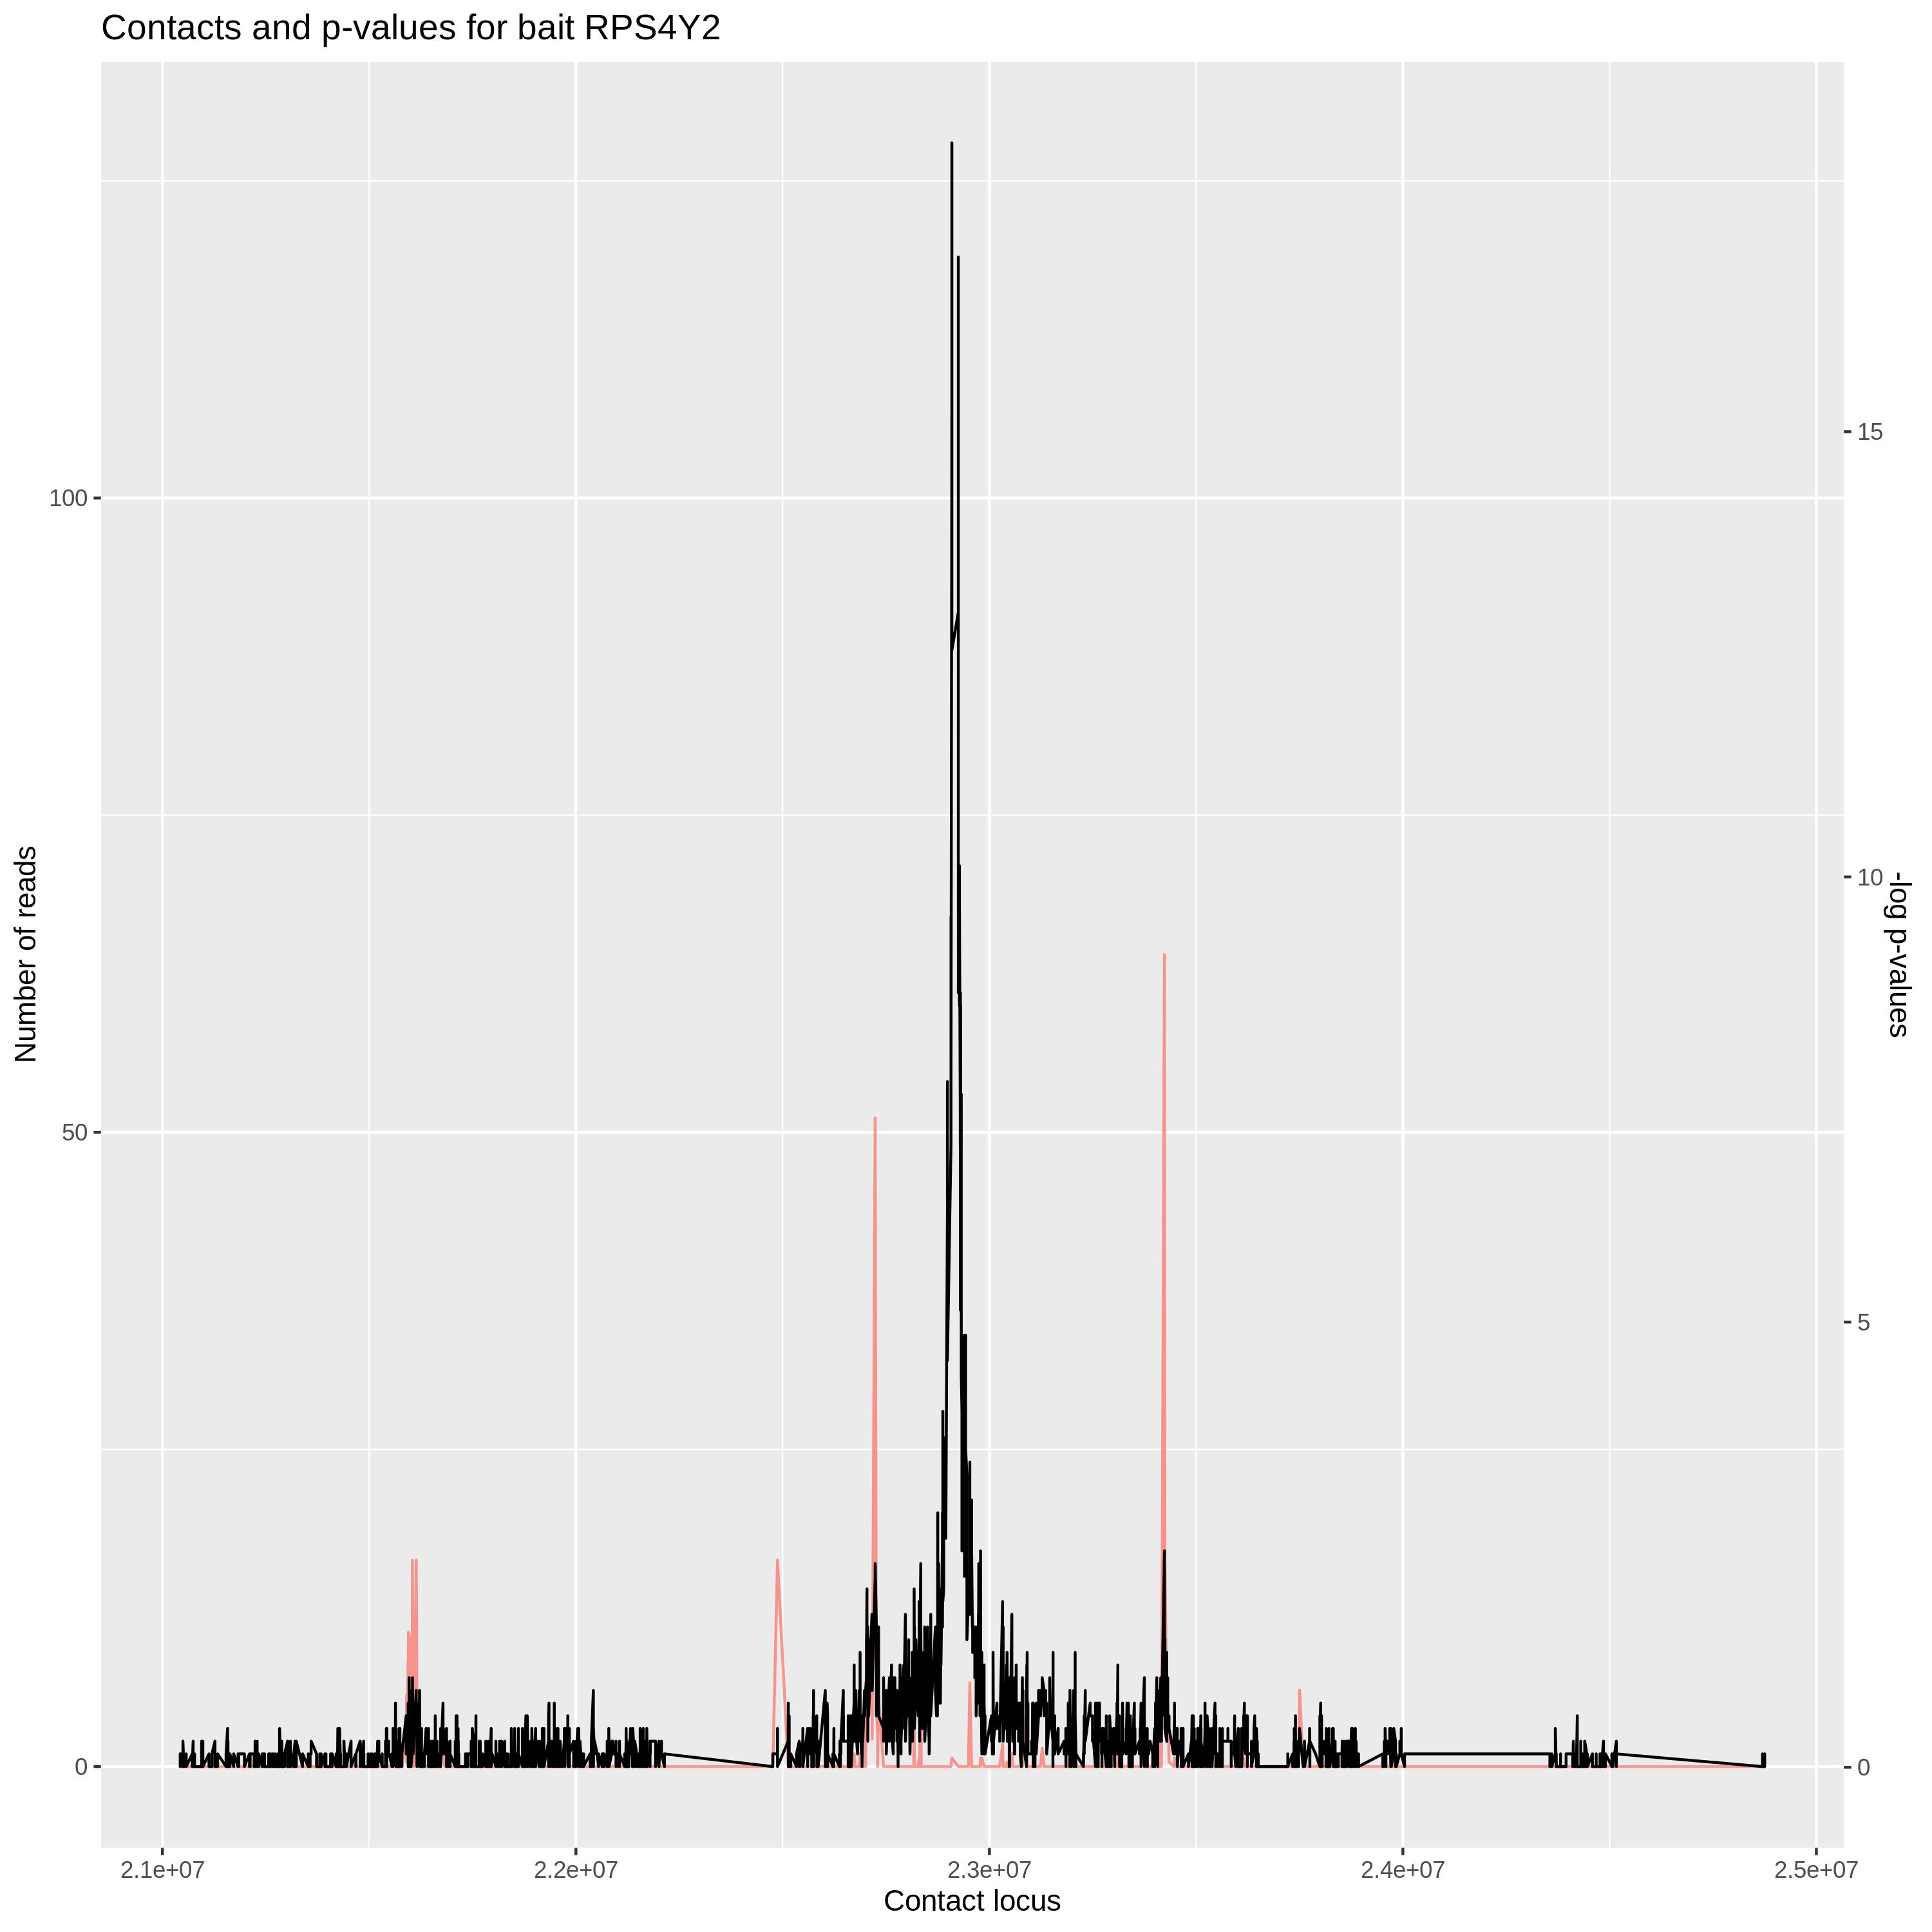 Contacts and p-values for bait RPS4Y2
Number of reads
100
50
0
15
10
5
0
-log p-values
2.1e+07
2.2e+07
2.3e+07
2.4e+07
2.5e+07
Contact locus